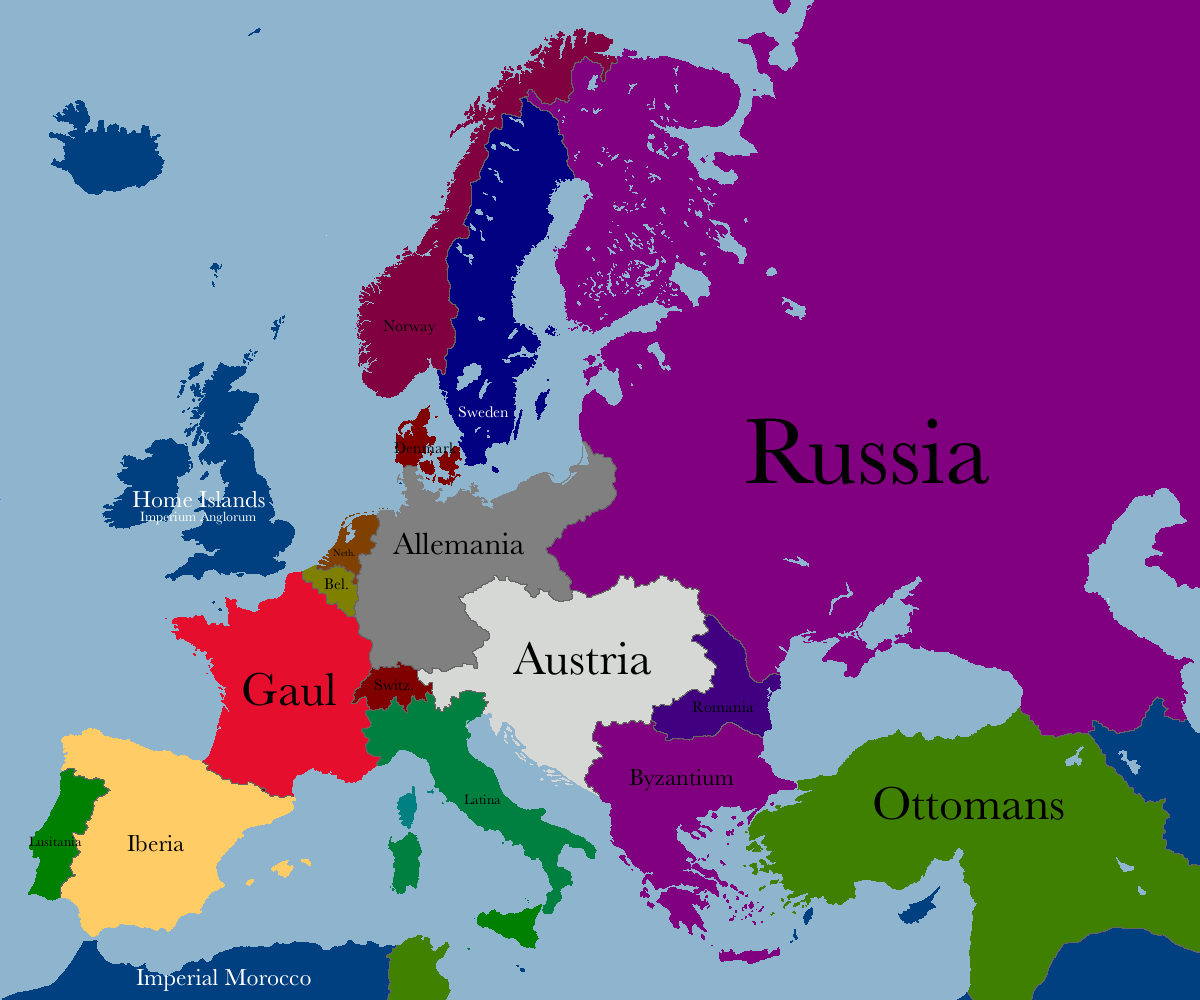 Norway
Sweden
Denmark
Russia
Home Islands
Imperium Anglorum
Allemania
Neth.
Bel.
Austria
Gaul
Switz.
Romania
Byzantium
Latina
Ottomans
Lusitania
Iberia
Imperial Morocco